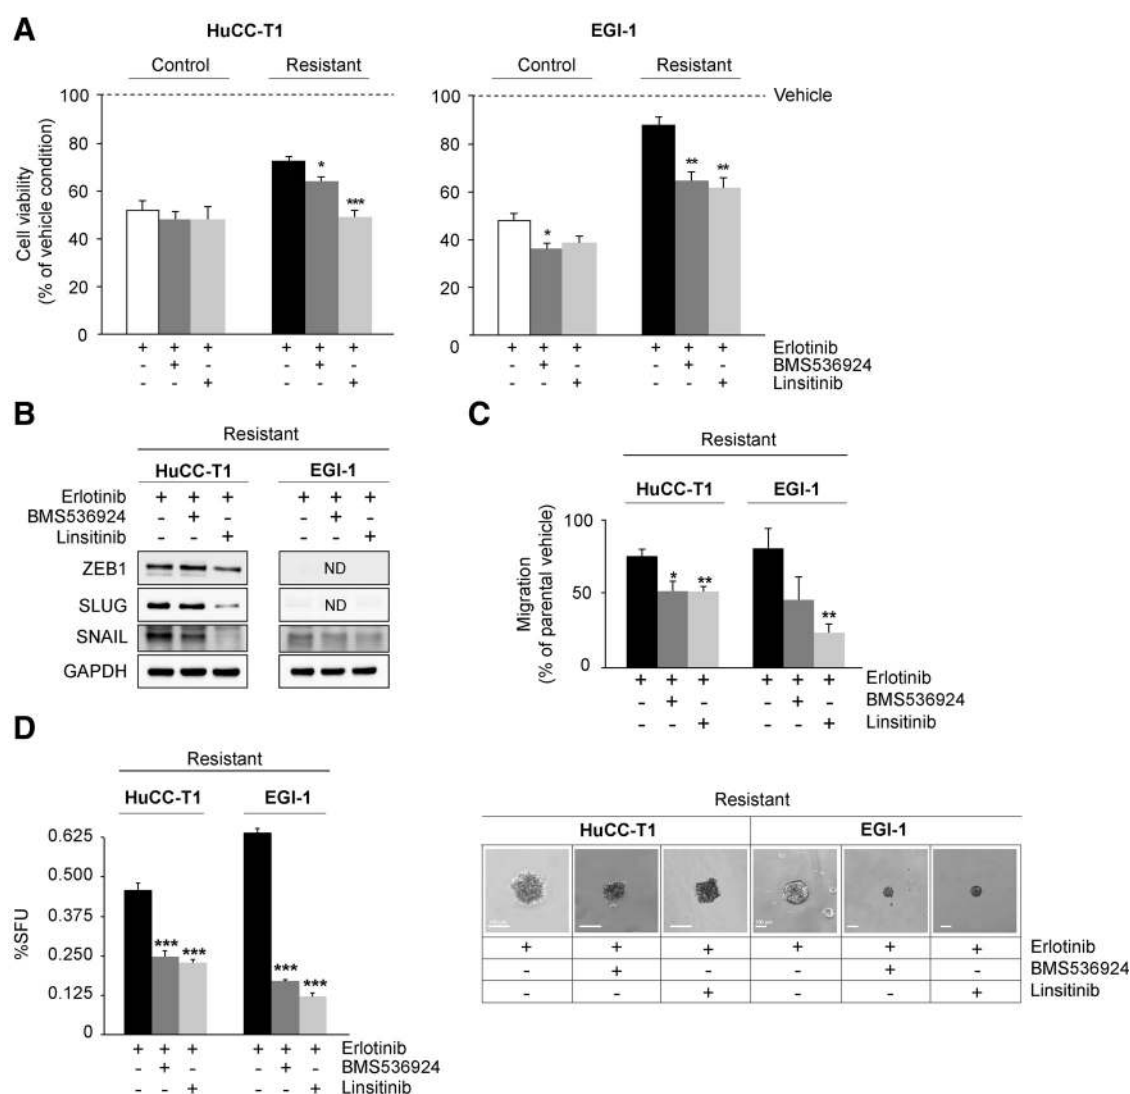 A
HuCC-T1
EGI-1
Control Resistant
Control Resistant
Cell viability
(% of vehicle condition)
100
80
60
40
20
0
* ***
100
80
60
40
20
0
* ** **
Vehicle
+ + + + + +
- + - - + -
- - + - - +
+ + + + + + Erlotinib
- + - - + - BMS536924
- - + - - + Linsitinib
B
Resistant
HuCC-T1 EGI-1
Erlotinib + + + + + +
BMS536924 - + - - + -
Linsitinib - - + - - +
ZEB1 ND
SLUG ND
SNAIL
GAPDH
C
Resistant
HuCC-T1 EGI-1
Migration
(% of parental vehicle)
100
50
0
* ** **
+ + + + + + Erlotinib
- + - - + - BMS536924
- - + - - + Linsitinib
D
Resistant
HuCC-T1 EGI-1
%SFU
0.625
0.500
0.375
0.250
0.125
0
*** *** *** ***
+ + + + + + Erlotinib
- + - - + - BMS536924
- - + - - + Linsitinib
Resistant
HuCC-T1 EGI-1
+ + + + + + Erlotinib
- + - - + - BMS536924
- - + - - + Linsitinib